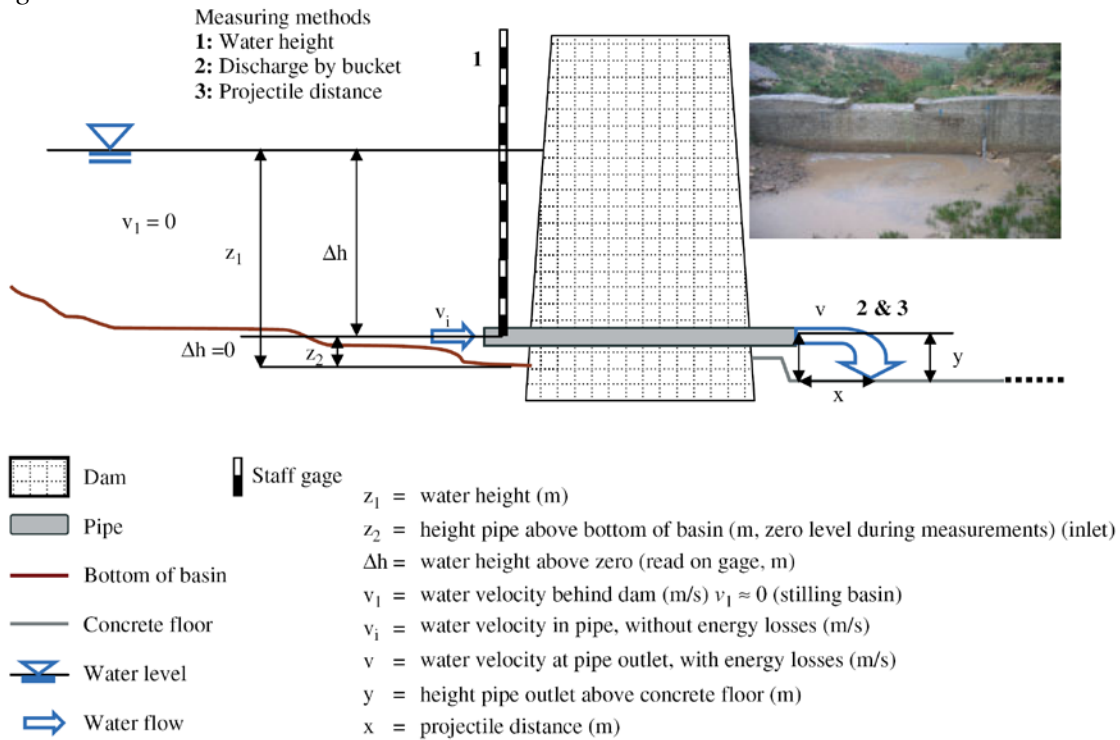 Measuring methods
1: Water height
2: Discharge by bucket
3: Projectile distance
1
v1 = 0
z1
Δh
vi
v
2 & 3
Δh =0
z2
y
x
Dam
Staff gage
Pipe
Bottom of basin
Concrete floor
Water level
Water flow
z1 = water height (m)
z2 = height pipe above bottom of basin (m, zero level during measurements) (inlet)
Δh = water height above zero (read on gage, m)
v1 = water velocity behind dam (m/s) v1 ≈ 0 (stilling basin)
vi = water velocity in pipe, without energy losses (m/s)
v = water velocity at pipe outlet, with energy losses (m/s)
y = height pipe outlet above concrete floor (m)
x = projectile distance (m)